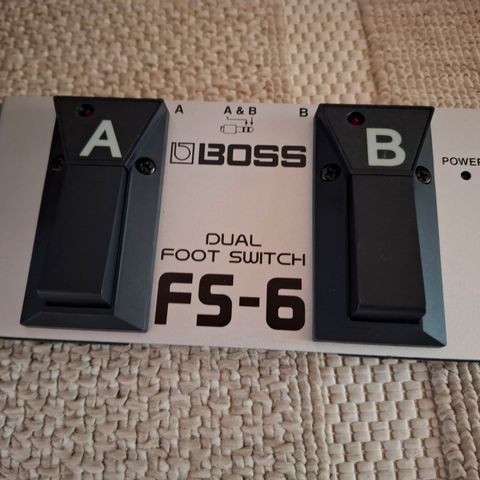 A A & B B
A
B
BOSS
POWER
DUAL
FOOT SWITCH
FS-6